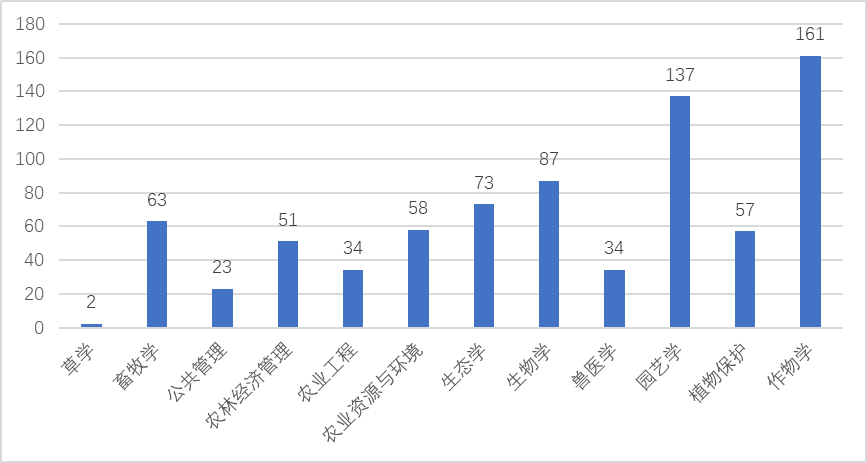 180
160
140
120
100
80
60
40
20
0
2
63
23
51
34
58
73
87
34
137
57
161
草学
畜牧学
公共管理
农林经济管理
农业工程
农业资源与环境
生态学
生物学
兽医学
园艺学
植物保护
作物学